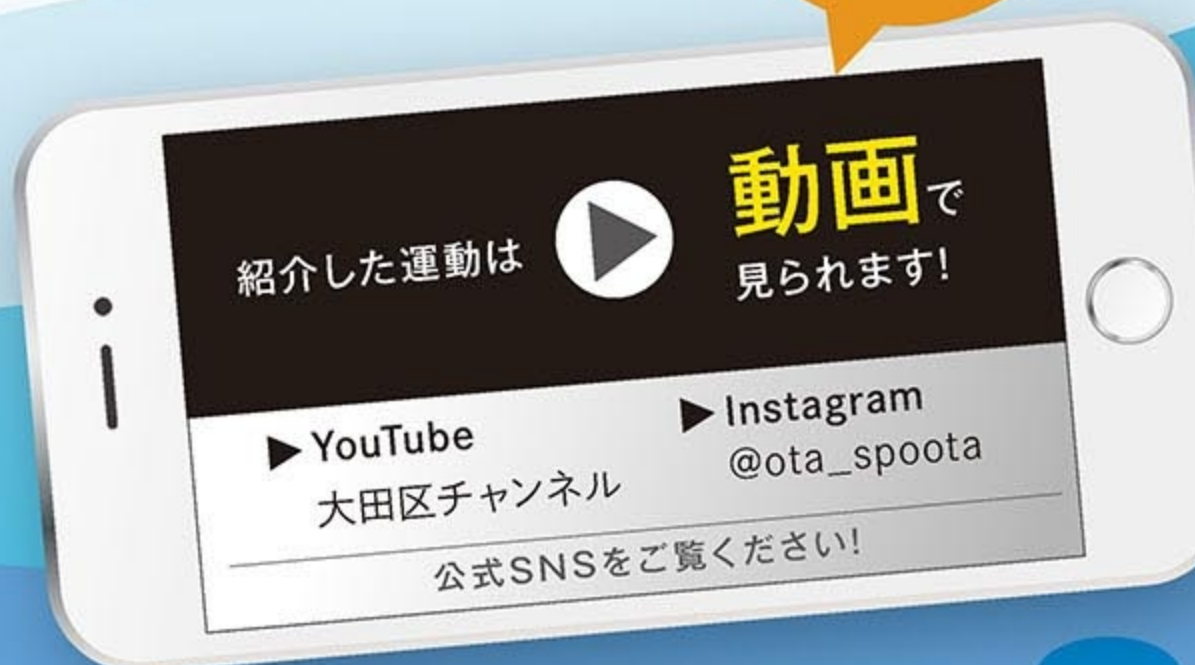 紹介した運動は
動画で
見られます!
▶YouTube
大田区チャンネル
▶Instagram
@ota_spoota
公式SNSをご覧ください!